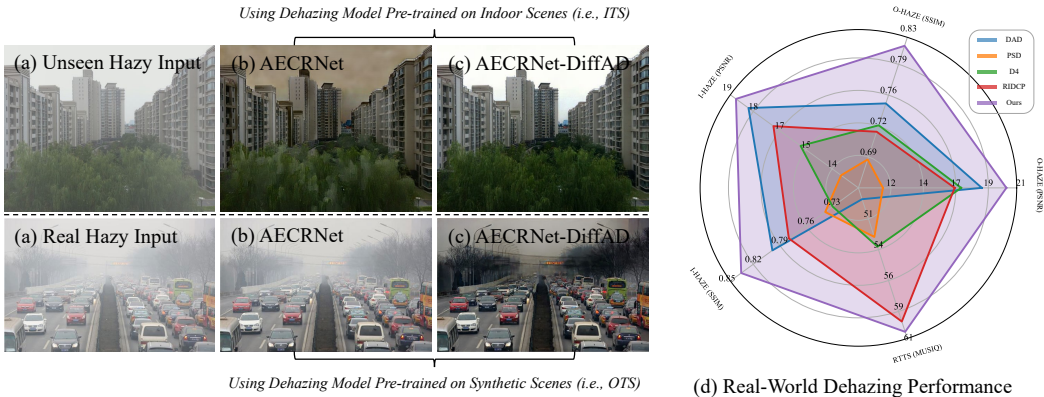 Using Dehazing Model Pre-trained on Indoor Scenes (i.e., ITS)
(a) Unseen Hazy Input
(b) AECRNet
(c) AECRNet-DiffAD
(a) Real Hazy Input
(b) AECRNet
(c) AECRNet-DiffAD
Using Dehazing Model Pre-trained on Synthetic Scenes (i.e., OTS)
O-HAZE (SSIM)
0.83
0.79
0.76
0.72
0.69
I-HAZE (PSNR)
19
18
17
15
14
O-HAZE (PSNR)
12
14
17
19
21
I-HAZE (SSIM)
0.73
0.76
0.79
0.82
0.85
RTTS (MUSIQ)
51
54
56
59
61
DAD
PSD
D4
RIDCP
Ours
(d) Real-World Dehazing Performance